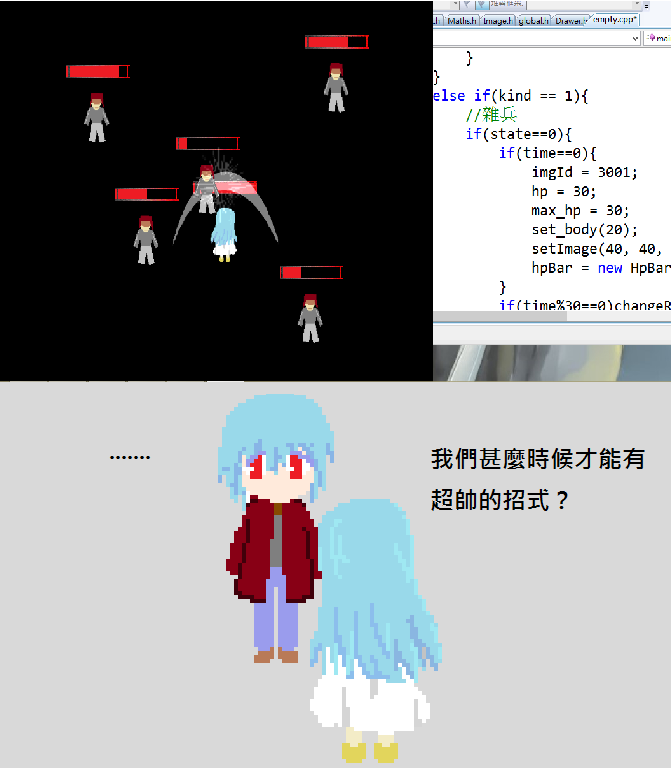 Maths.h Image.h global.h Drawer.h empty.cpp*
}
}
else if(kind == 1){
//雜兵
if(state==0){
if(time==0){
imgId = 3001;
hp = 30;
max_hp = 30;
set_body(20);
setImage(40, 40,
hpBar = new HpBar
}
if(time%30==0)changeR
.......
我們甚麼時候才能有
超帥的招式？